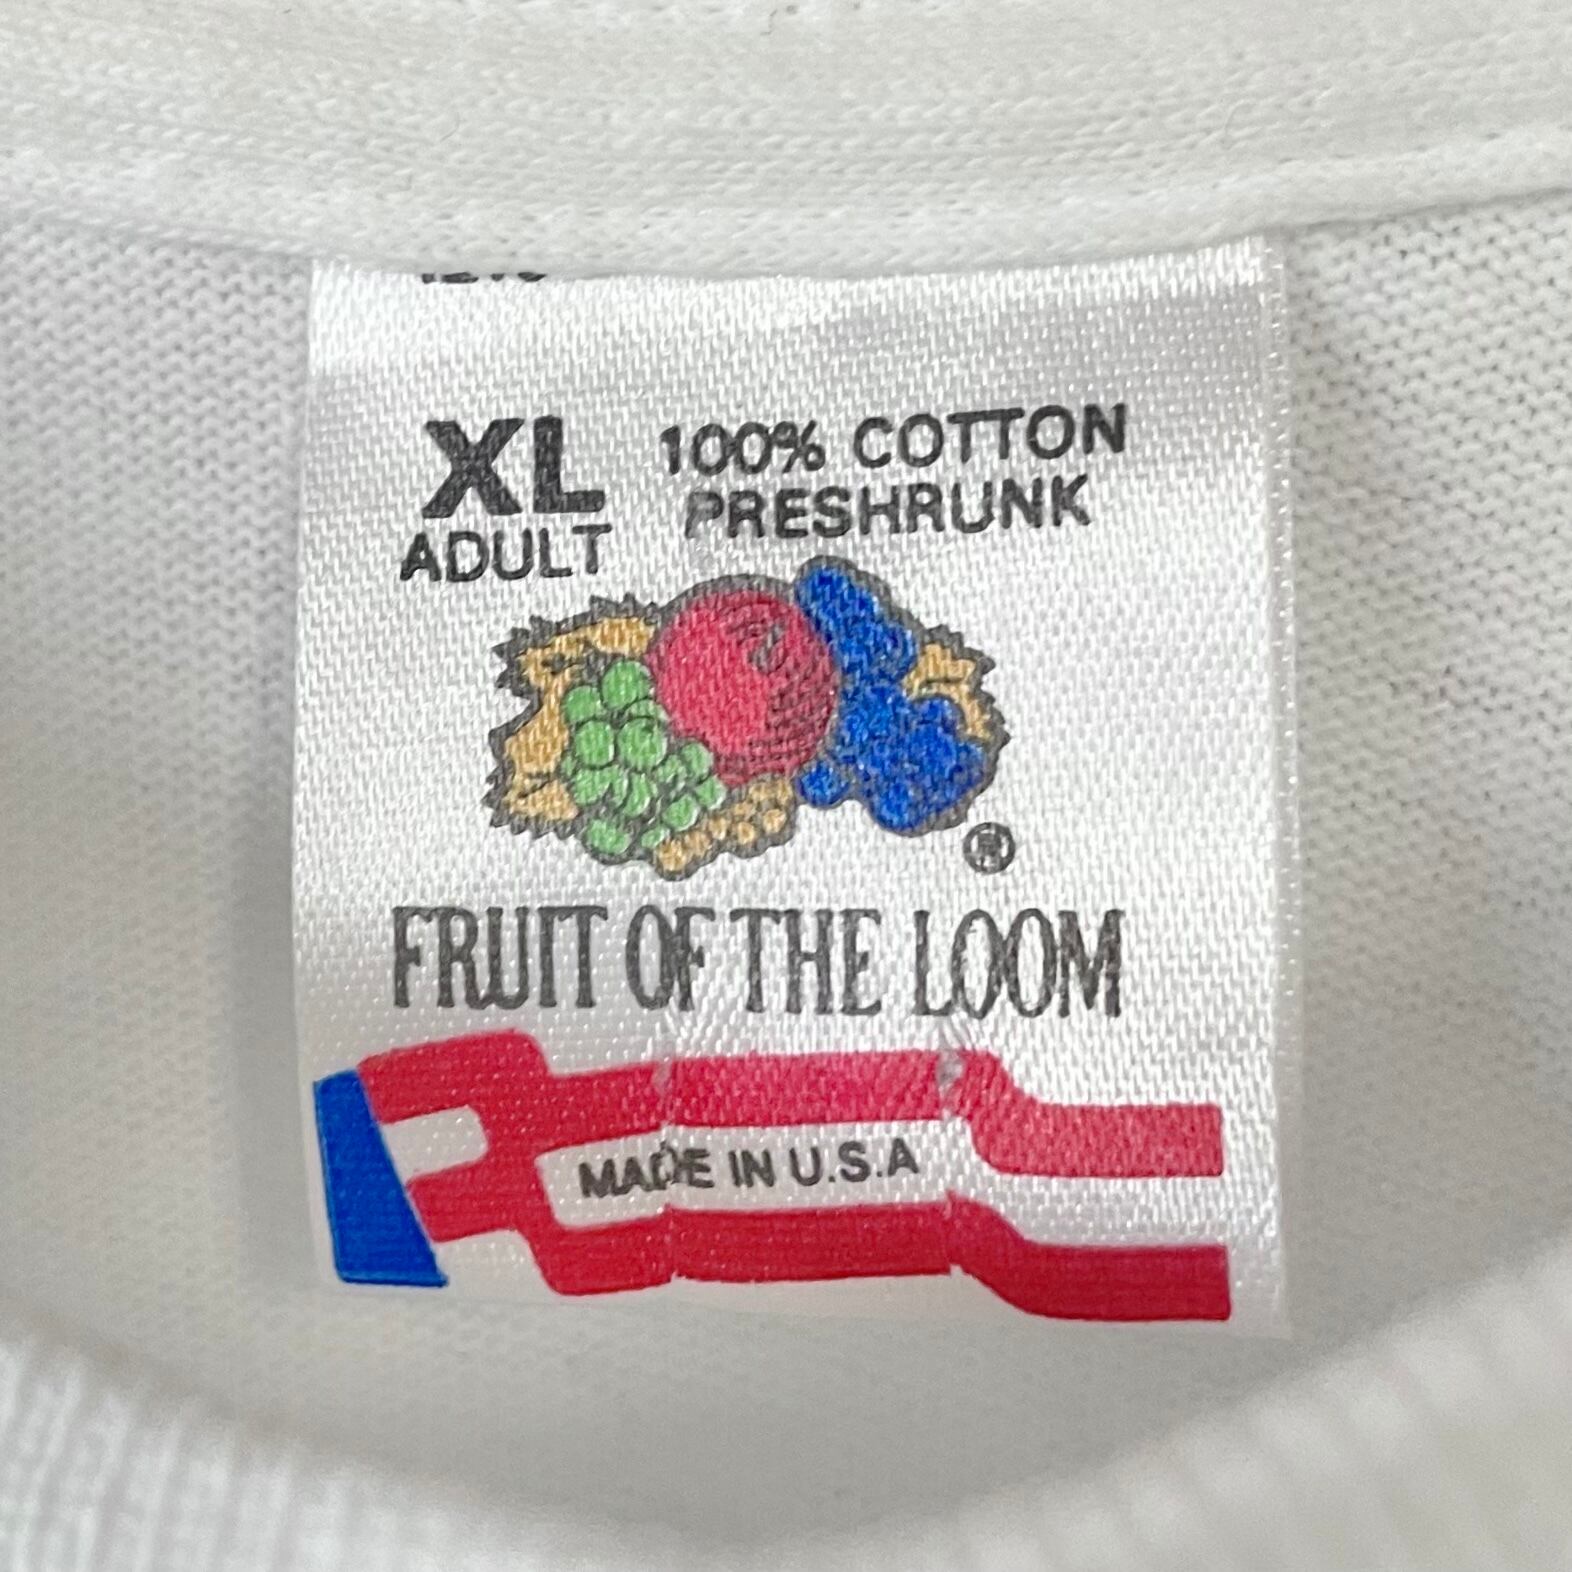 XL
ADULT
100% COTTON
PRESHRUNK
®
FRUIT OF THE LOOM
MADE IN U.S.A